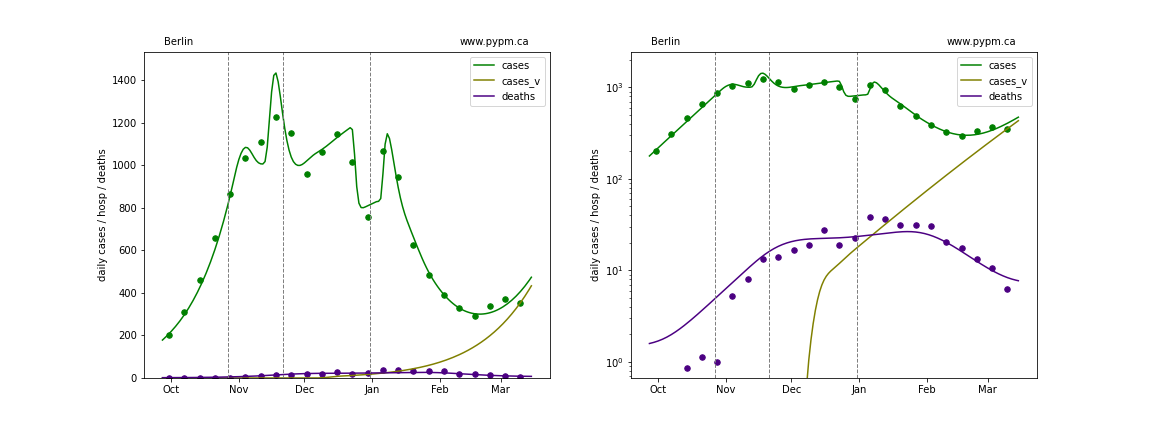 Berlin www.pypm.ca
cases
cases_v
deaths
1400
1200
1000
800
600
400
200
0
daily cases / hosp / deaths
Oct Nov Dec Jan Feb Mar
Berlin www.pypm.ca
cases
cases_v
deaths
10³
10²
10¹
10⁰
daily cases / hosp / deaths
Oct Nov Dec Jan Feb Mar